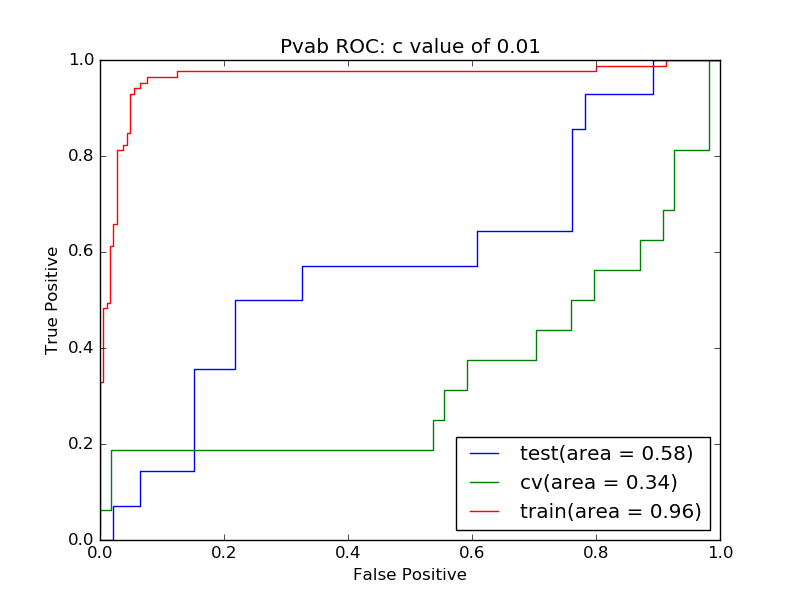 Pvab ROC: c value of 0.01
1.0
0.8
0.6
0.4
0.2
0.0
True Positive
test(area = 0.58)
cv(area = 0.34)
train(area = 0.96)
0.0 0.2 0.4 0.6 0.8 1.0
False Positive